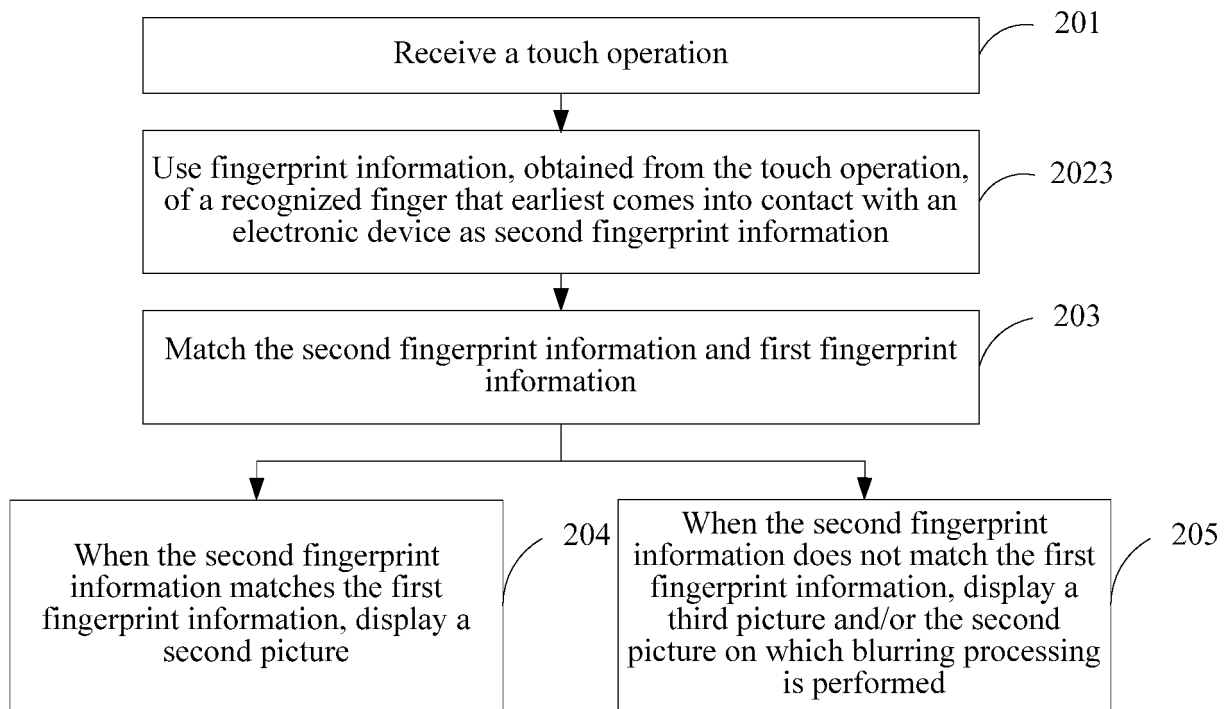 Receive a touch operation
201
Use fingerprint information, obtained from the touch operation,
of a recognized finger that earliest comes into contact with an
electronic device as second fingerprint information
2023
Match the second fingerprint information and first fingerprint
information
203
When the second fingerprint
information matches the first
fingerprint information, display a
second picture
204
When the second fingerprint
information does not match the first
fingerprint information, display a
third picture and/or the second
picture on which blurring processing
is performed
205